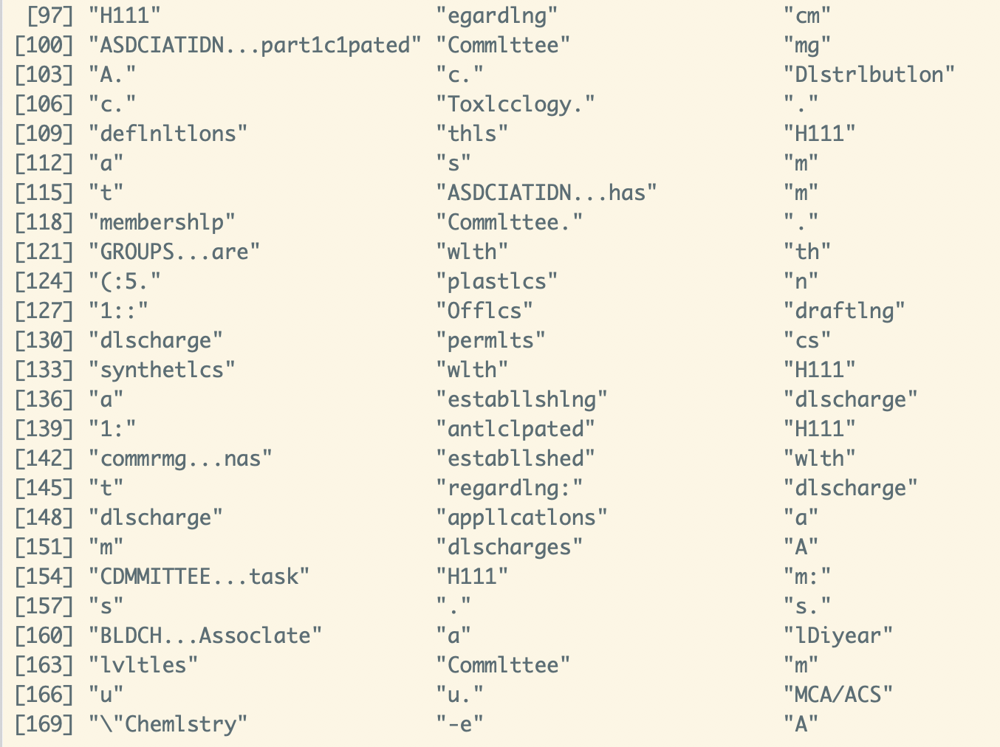 [97] "H111" "egardlng" "cm"
[100] "ASDCIATIDN...part1c1pated" "Commlttee" "mg"
[103] "A." "c." "Dlstrlbutlon"
[106] "c." "Toxlcclogy." "."
[109] "deflnltlons" "thls" "H111"
[112] "a" "s" "m"
[115] "t" "ASDCIATIDN...has" "m"
[118] "membershlp" "Commlttee." "."
[121] "GROUPS...are" "wlth" "th"
[124] "(:5." "plastlcs" "n"
[127] "1::" "Offlcs" "draftlng"
[130] "dlscharge" "permlts" "cs"
[133] "synthetlcs" "wlth" "H111"
[136] "a" "establlshlng" "dlscharge"
[139] "1:" "antlclpated" "H111"
[142] "commrmg...nas" "establlshed" "wlth"
[145] "t" "regardlng:" "dlscharge"
[148] "dlscharge" "appllcatlons" "a"
[151] "m" "dlscharges" "A"
[154] "CDMMITTEE...task" "H111" "m:"
[157] "s" "." "s."
[160] "BLDCH...Assoclate" "a" "lDiyear"
[163] "lvltles" "Commlttee" "m"
[166] "u" "u." "MCA/ACS"
[169] "\"Chemlstry" "-e" "A"